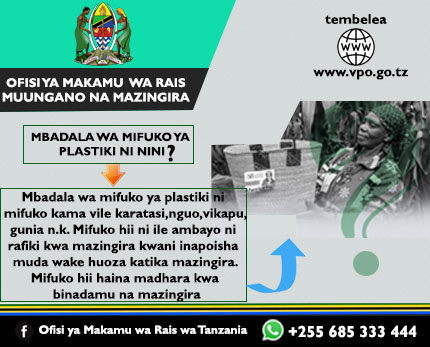 tembelea
WWW
www.vpo.go.tz
OFISI YA MAKAMU WA RAIS
MUUNGANO NA MAZINGIRA
MBADALA WA MIFUKO YA
PLASTIKI NI NINI?
Mbadala wa mifuko ya plastiki ni
mifuko kama vile karatasi,nguo,vikapu,
gunia n.k. Mifuko hii ni ile ambayo ni
rafiki kwa mazingira kwani inapoisha
muda wake huoza katika mazingira.
Mifuko hii haina madhara kwa
binadamu na mazingira
Ofisi ya Makamu wa Rais wa Tanzania
+255 685 333 444